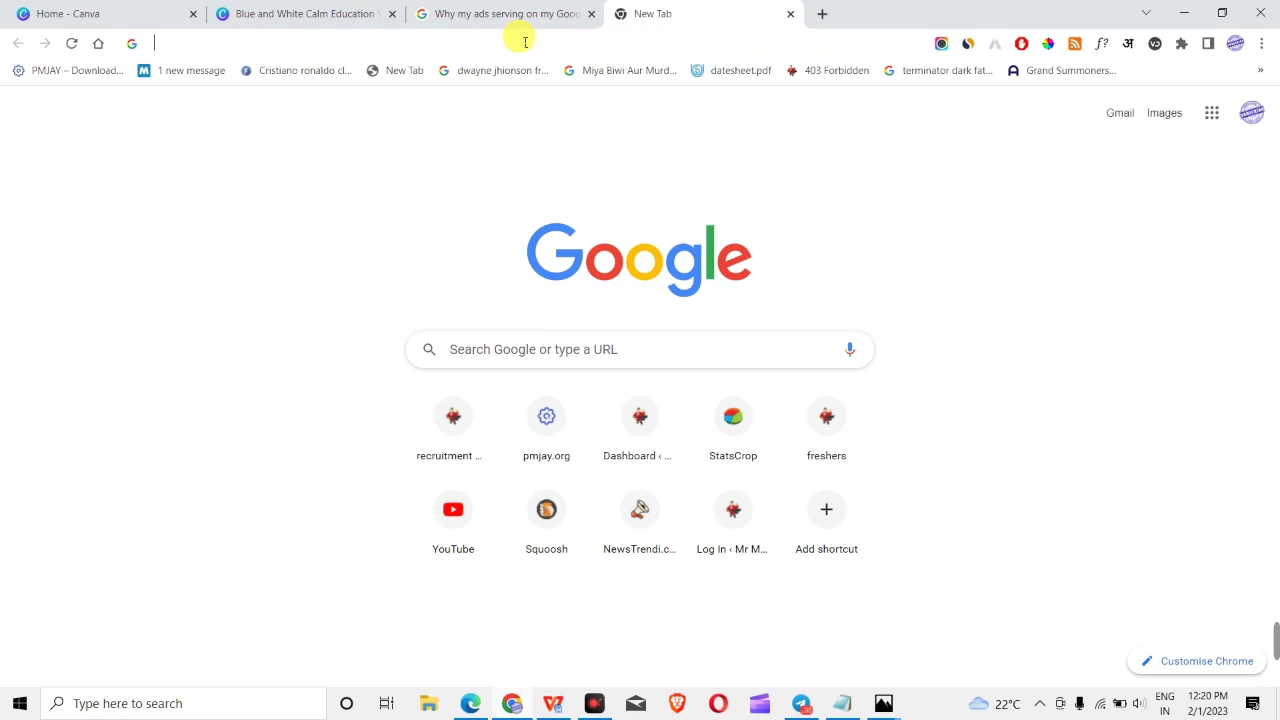 Home - Canva
Blue and White Calm Education V
Why my ads serving on my Goog
New Tab
PMJAY – Download...
1 new message
Cristiano ronaldo cl...
New Tab
dwayne jhionson fr...
Miya Biwi Aur Murd...
datesheet.pdf
403 Forbidden
terminator dark fat...
Grand Summoners...
»
Gmail
Images
Google
Search Google or type a URL
recruitment ...
pmjay.org
Dashboard ‹ ...
StatsCrop
freshers
YouTube
Squoosh
NewsTrendi.c...
Log In ‹ Mr M...
Add shortcut
Customise Chrome
Type here to search
22°C
ENG
IN
12:20 PM
2/1/2023